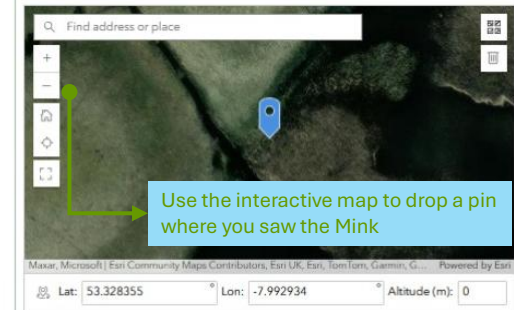 Find address or place
Use the interactive map to drop a pin
where you saw the Mink
Maxar, Microsoft | Esri Community Maps Contributors, Esri UK, Esri, TomTom, Garmin, G... Powered by Esri
Lat: 53.328355 ° Lon: -7.992934 ° Altitude (m): 0